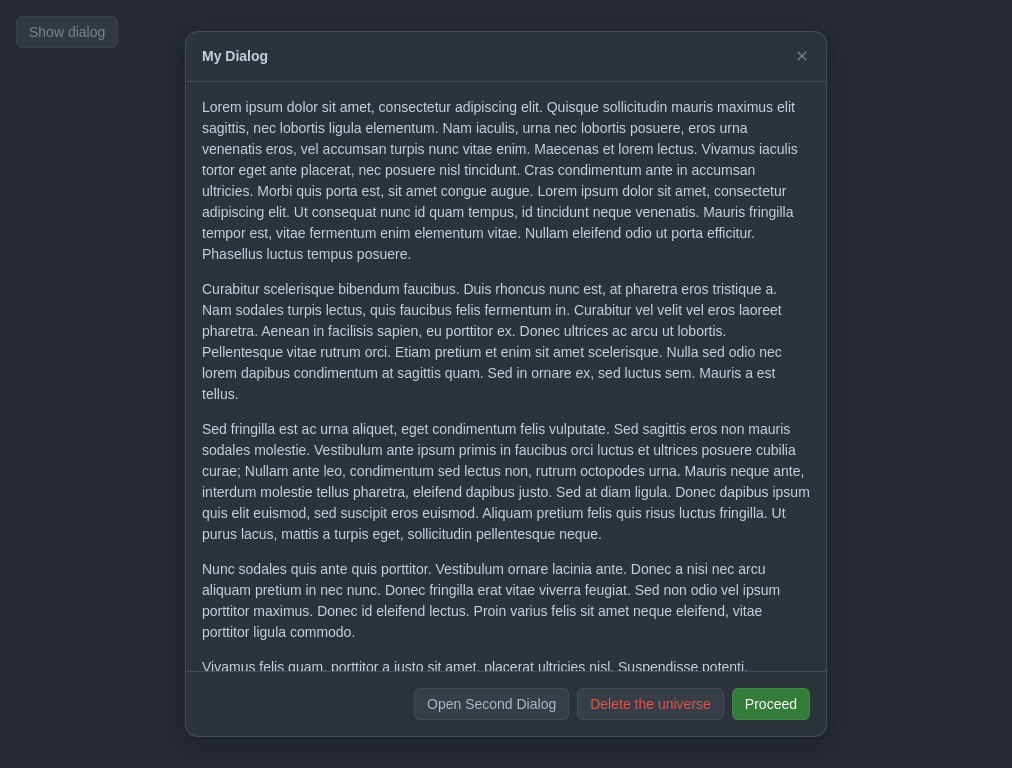 Show dialog
My Dialog
Lorem ipsum dolor sit amet, consectetur adipiscing elit. Quisque sollicitudin mauris maximus elit
sagittis, nec lobortis ligula elementum. Nam iaculis, urna nec lobortis posuere, eros urna
venenatis eros, vel accumsan turpis nunc vitae enim. Maecenas et lorem lectus. Vivamus iaculis
tortor eget ante placerat, nec posuere nisl tincidunt. Cras condimentum ante in accumsan
ultricies. Morbi quis porta est, sit amet congue augue. Lorem ipsum dolor sit amet, consectetur
adipiscing elit. Ut consequat nunc id quam tempus, id tincidunt neque venenatis. Mauris fringilla
tempor est, vitae fermentum enim elementum vitae. Nullam eleifend odio ut porta efficitur.
Phasellus luctus tempus posuere.
Curabitur scelerisque bibendum faucibus. Duis rhoncus nunc est, at pharetra eros tristique a.
Nam sodales turpis lectus, quis faucibus felis fermentum in. Curabitur vel velit vel eros laoreet
pharetra. Aenean in facilisis sapien, eu porttitor ex. Donec ultrices ac arcu ut lobortis.
Pellentesque vitae rutrum orci. Etiam pretium et enim sit amet scelerisque. Nulla sed odio nec
lorem dapibus condimentum at sagittis quam. Sed in ornare ex, sed luctus sem. Mauris a est
tellus.
Sed fringilla est ac urna aliquet, eget condimentum felis vulputate. Sed sagittis eros non mauris
sodales molestie. Vestibulum ante ipsum primis in faucibus orci luctus et ultrices posuere cubilia
curae; Nullam ante leo, condimentum sed lectus non, rutrum octopodes urna. Mauris neque ante,
interdum molestie tellus pharetra, eleifend dapibus justo. Sed at diam ligula. Donec dapibus ipsum
quis elit euismod, sed suscipit eros euismod. Aliquam pretium felis quis risus luctus fringilla. Ut
purus lacus, mattis a turpis eget, sollicitudin pellentesque neque.
Nunc sodales quis ante quis porttitor. Vestibulum ornare lacinia ante. Donec a nisi nec arcu
aliquam pretium in nec nunc. Donec fringilla erat vitae viverra feugiat. Sed non odio vel ipsum
porttitor maximus. Donec id eleifend lectus. Proin varius felis sit amet neque eleifend, vitae
porttitor ligula commodo.
Vivamus felis quam, porttitor a justo sit amet, placerat ultricies nisl. Suspendisse potenti.
Open Second Dialog
Delete the universe
Proceed